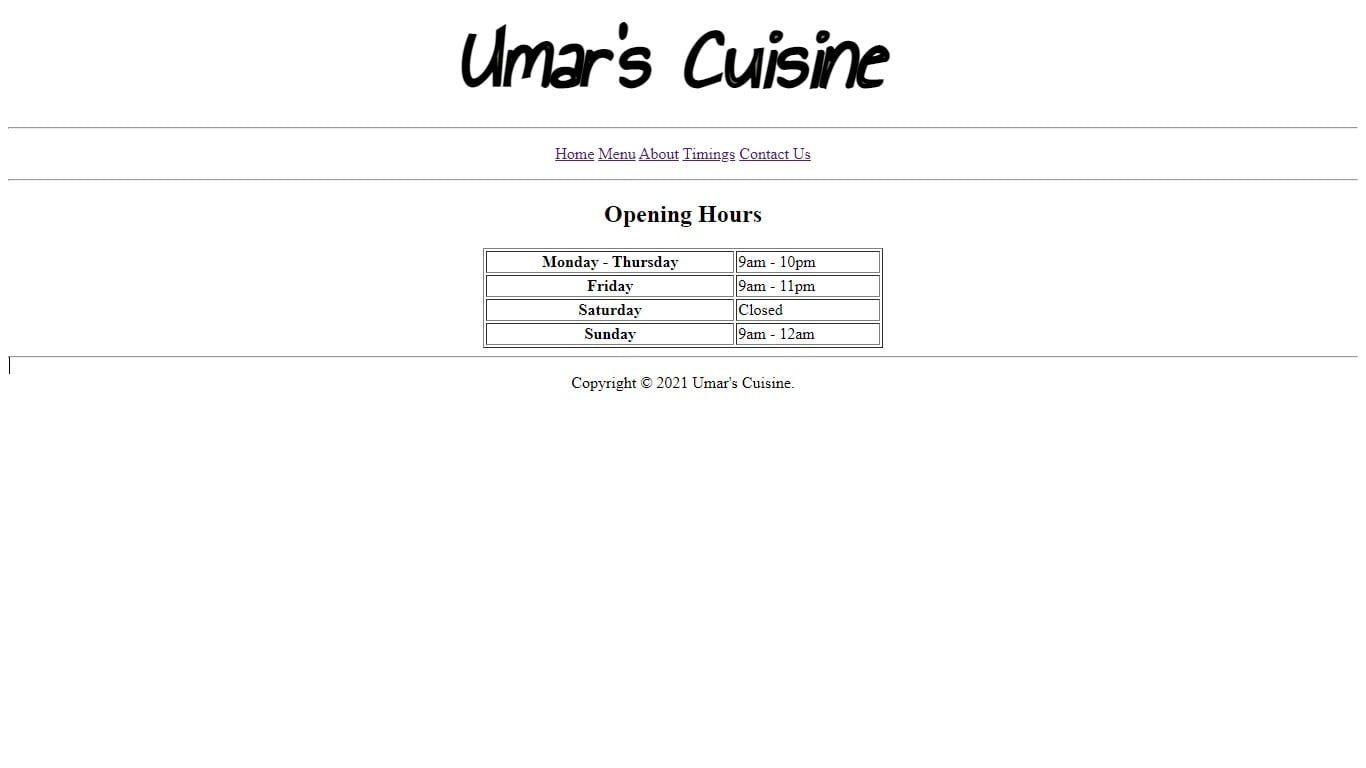 Umar's Cuisine
Home Menu About Timings Contact Us
Opening Hours
Monday - Thursday 9am - 10pm
Friday 9am - 11pm
Saturday Closed
Sunday 9am - 12am
Copyright © 2021 Umar's Cuisine.